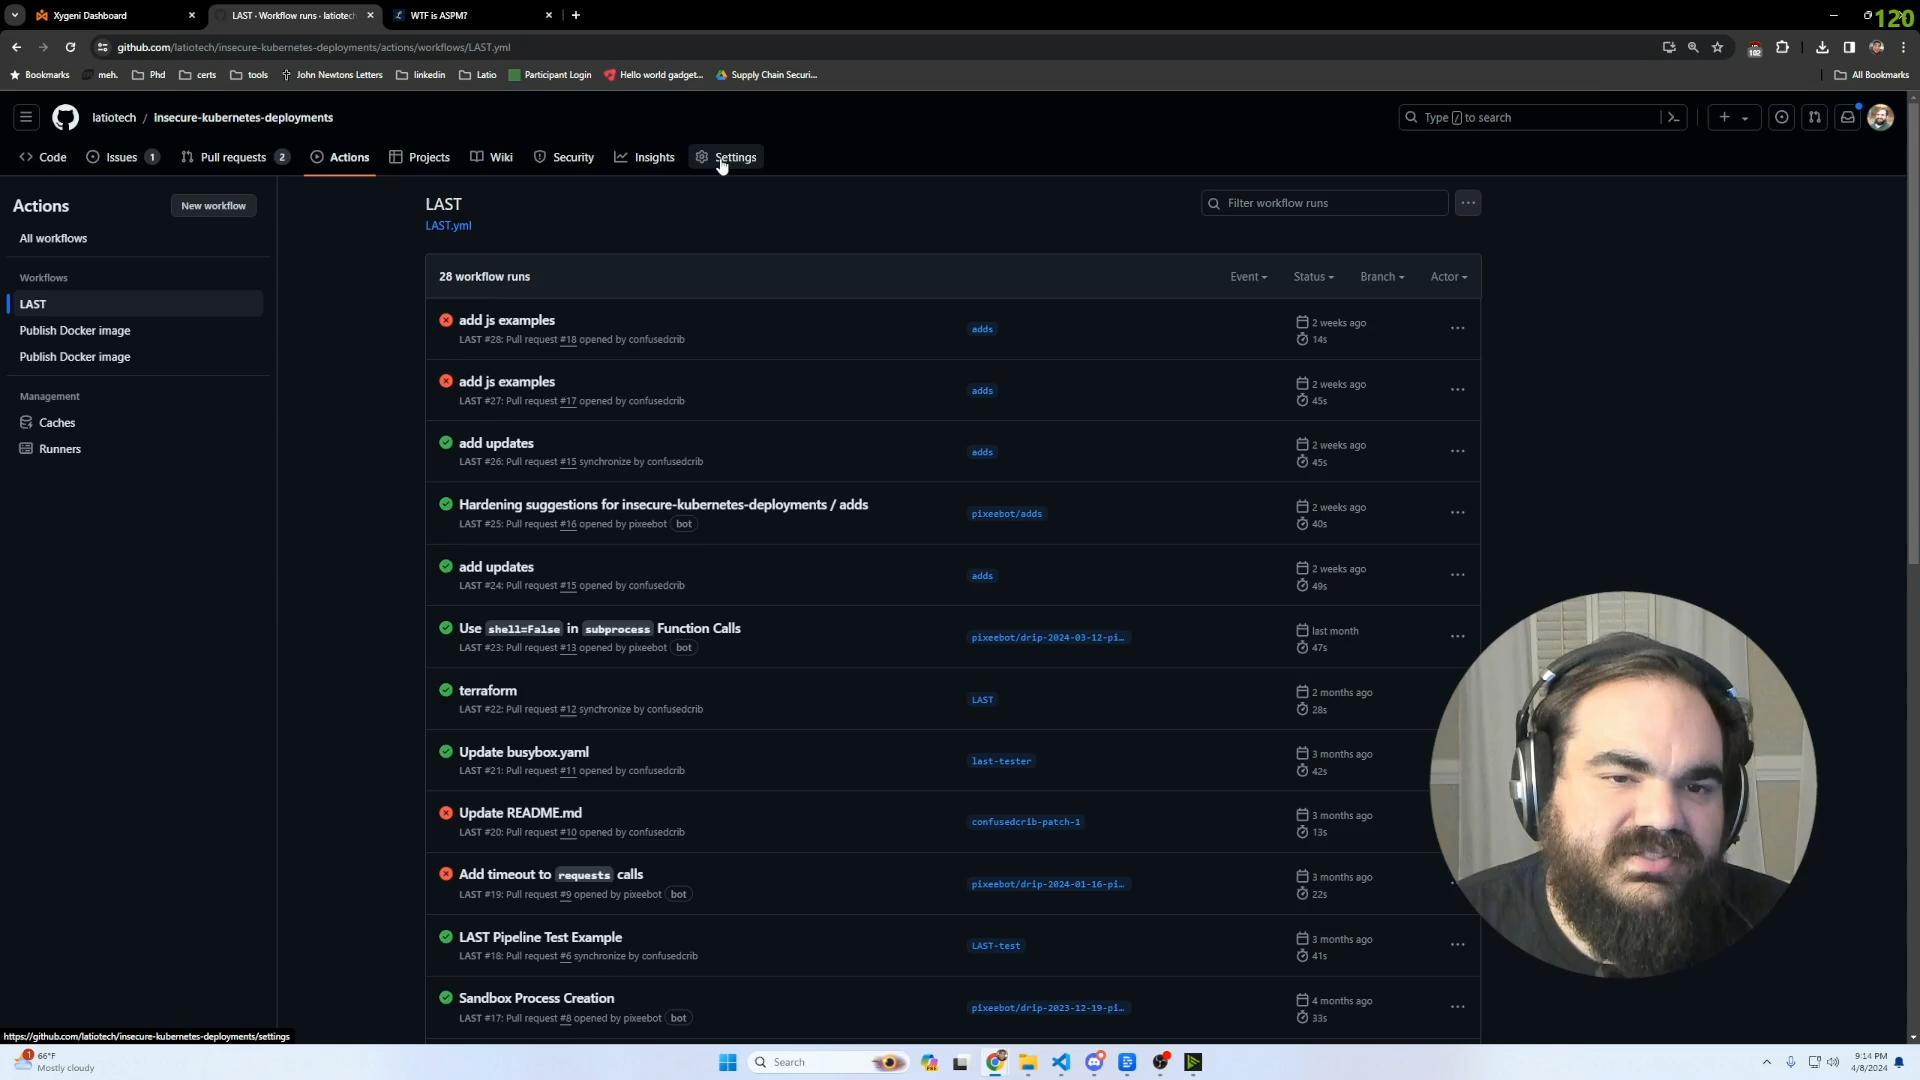 Xygeni Dashboard
LAST · Workflow runs · latiotech
WTF is ASPM?
120
github.com/latiotech/insecure-kubernetes-deployments/actions/workflows/LAST.yml
102
Bookmarks
meh.
Phd
certs
tools
John Newtons Letters
linkedin
Latio
Participant Login
Hello world gadget...
Supply Chain Securi...
All Bookmarks
latiotech / insecure-kubernetes-deployments
Type / to search
Code
Issues 1
Pull requests 2
Actions
Projects
Wiki
Security
Insights
Settings
Actions
New workflow
All workflows
Workflows
LAST
Publish Docker image
Publish Docker image
Management
Caches
Runners
LAST
LAST.yml
Filter workflow runs
28 workflow runs
Event
Status
Branch
Actor
add js examples
LAST #28: Pull request #18 opened by confusedcrib
adds
2 weeks ago
14s
add js examples
LAST #27: Pull request #17 opened by confusedcrib
adds
2 weeks ago
45s
add updates
LAST #26: Pull request #15 synchronize by confusedcrib
adds
2 weeks ago
45s
Hardening suggestions for insecure-kubernetes-deployments / adds
LAST #25: Pull request #16 opened by pixeebot bot
pixeebot/adds
2 weeks ago
40s
add updates
LAST #24: Pull request #15 opened by confusedcrib
adds
2 weeks ago
49s
Use shell=False in subprocess Function Calls
LAST #23: Pull request #13 opened by pixeebot bot
pixeebot/drip-2024-03-12-pi…
last month
47s
terraform
LAST #22: Pull request #12 synchronize by confusedcrib
LAST
2 months ago
28s
Update busybox.yaml
LAST #21: Pull request #11 opened by confusedcrib
last-tester
3 months ago
42s
Update README.md
LAST #20: Pull request #10 opened by confusedcrib
confusedcrib-patch-1
3 months ago
13s
Add timeout to requests calls
LAST #19: Pull request #9 opened by pixeebot bot
pixeebot/drip-2024-01-16-pi…
3 months ago
22s
LAST Pipeline Test Example
LAST #18: Pull request #6 synchronize by confusedcrib
LAST-test
3 months ago
41s
Sandbox Process Creation
LAST #17: Pull request #8 opened by pixeebot bot
pixeebot/drip-2023-12-19-pi…
4 months ago
33s
https://github.com/latiotech/insecure-kubernetes-deployments/settings
1
66°F
Mostly cloudy
Search
9:14 PM
4/8/2024